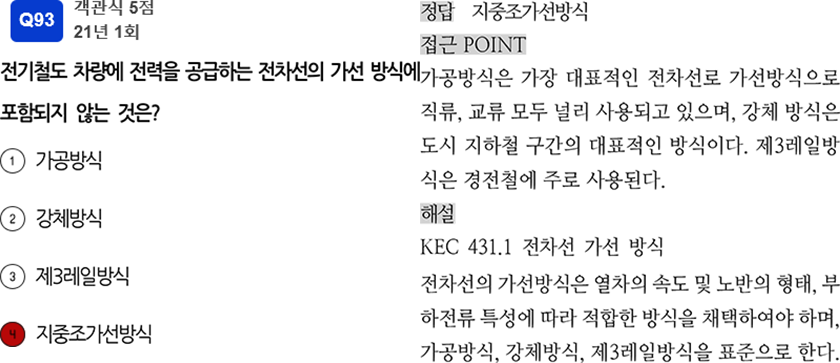 Q93
객관식 5점
21년 1회
전기철도 차량에 전력을 공급하는 전차선의 가선 방식에
포함되지 않는 것은?
1 가공방식
2 강체방식
3 제3레일방식
4 지중조가선방식
정답 지중조가선방식
접근 POINT
가공방식은 가장 대표적인 전차선로 가선방식으로
직류, 교류 모두 널리 사용되고 있으며, 강체 방식은
도시 지하철 구간의 대표적인 방식이다. 제3레일방
식은 경전철에 주로 사용된다.
해설
KEC 431.1 전차선 가선 방식
전차선의 가선방식은 열차의 속도 및 노반의 형태, 부
하전류 특성에 따라 적합한 방식을 채택하여야 하며,
가공방식, 강체방식, 제3레일방식을 표준으로 한다.